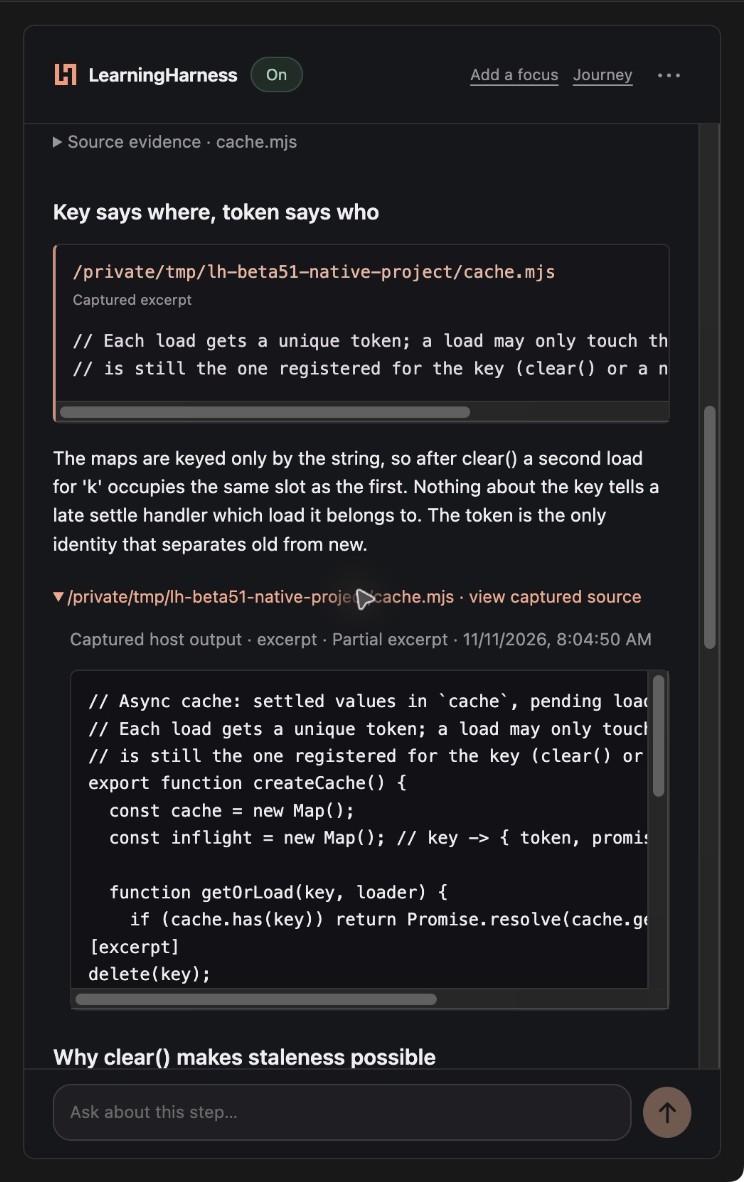 LearningHarness On Add a focus Journey
Source evidence · cache.mjs
Key says where, token says who
/private/tmp/lh-beta51-native-project/cache.mjs
Captured excerpt
// Each load gets a unique token; a load may only touch th
// is still the one registered for the key (clear() or a n
The maps are keyed only by the string, so after clear() a second load
for 'k' occupies the same slot as the first. Nothing about the key tells a
late settle handler which load it belongs to. The token is the only
identity that separates old from new.
/private/tmp/lh-beta51-native-project/cache.mjs · view captured source
Captured host output · excerpt · Partial excerpt · 11/11/2026, 8:04:50 AM
// Async cache: settled values in `cache`, pending load
// Each load gets a unique token; a load may only touch
// is still the one registered for the key (clear() or
export function createCache() {
  const cache = new Map();
  const inflight = new Map(); // key -> { token, promis
  function getOrLoad(key, loader) {
    if (cache.has(key)) return Promise.resolve(cache.ge
[excerpt]
delete(key);
Why clear() makes staleness possible
Ask about this step...